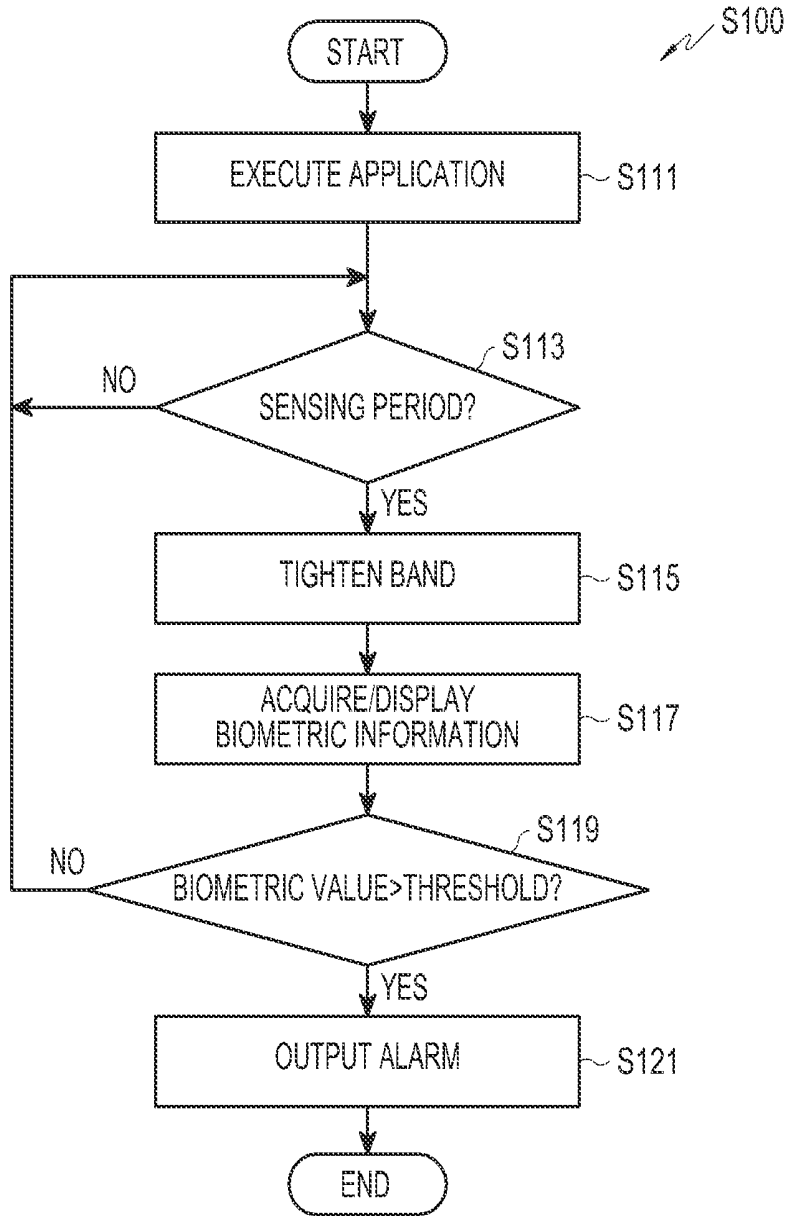 S100
START
EXECUTE APPLICATION
S111
S113
NO
SENSING PERIOD?
YES
TIGHTEN BAND
S115
ACQUIRE/DISPLAY
BIOMETRIC INFORMATION
S117
S119
NO
BIOMETRIC VALUE>THRESHOLD?
YES
OUTPUT ALARM
S121
END